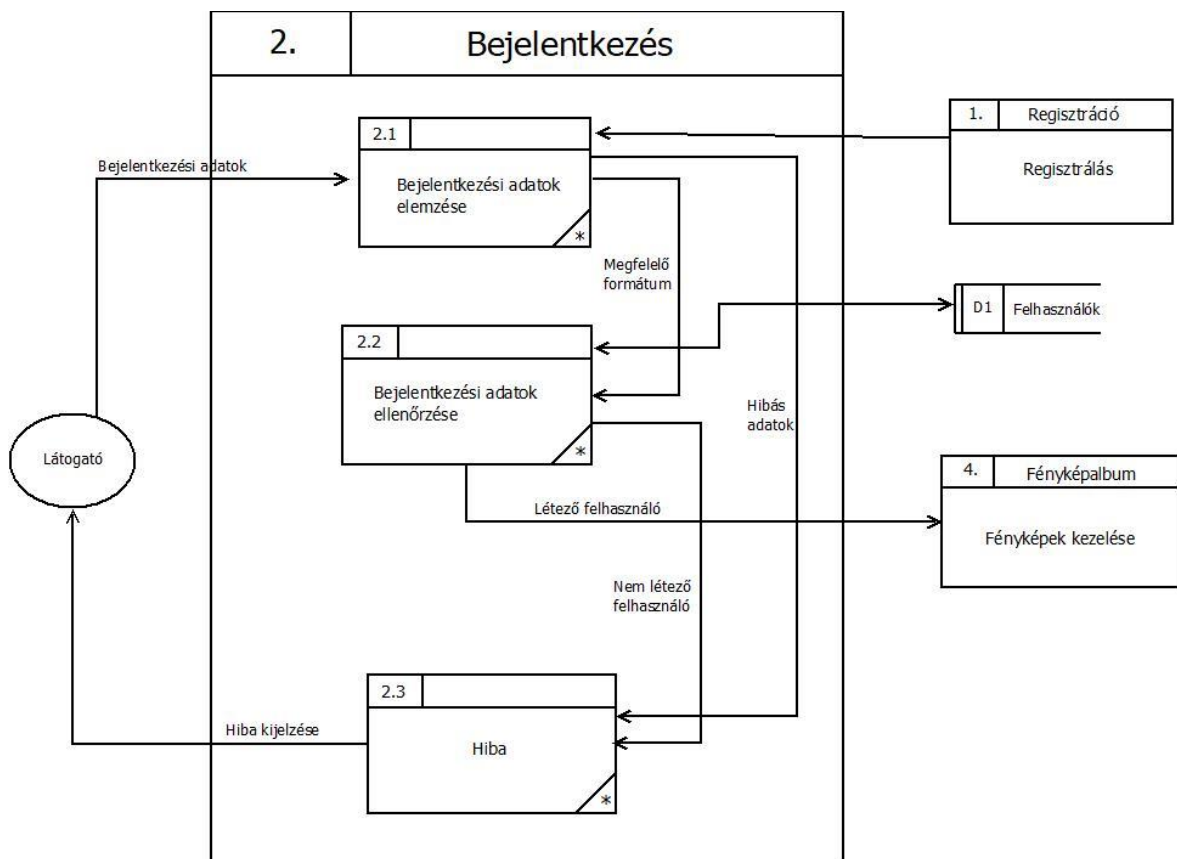 2. Bejelentkezés
2.1
Bejelentkezési adatok
elemzése
*
1. Regisztráció
Regisztrálás
Bejelentkezési adatok
Megfelelő
formátum
D1 Felhasználók
2.2
Bejelentkezési adatok
ellenőrzése
*
Hibás
adatok
Látogató
4. Fényképalbum
Fényképek kezelése
Létező felhasználó
Nem létező
felhasználó
2.3
Hiba
*
Hiba kijelzése